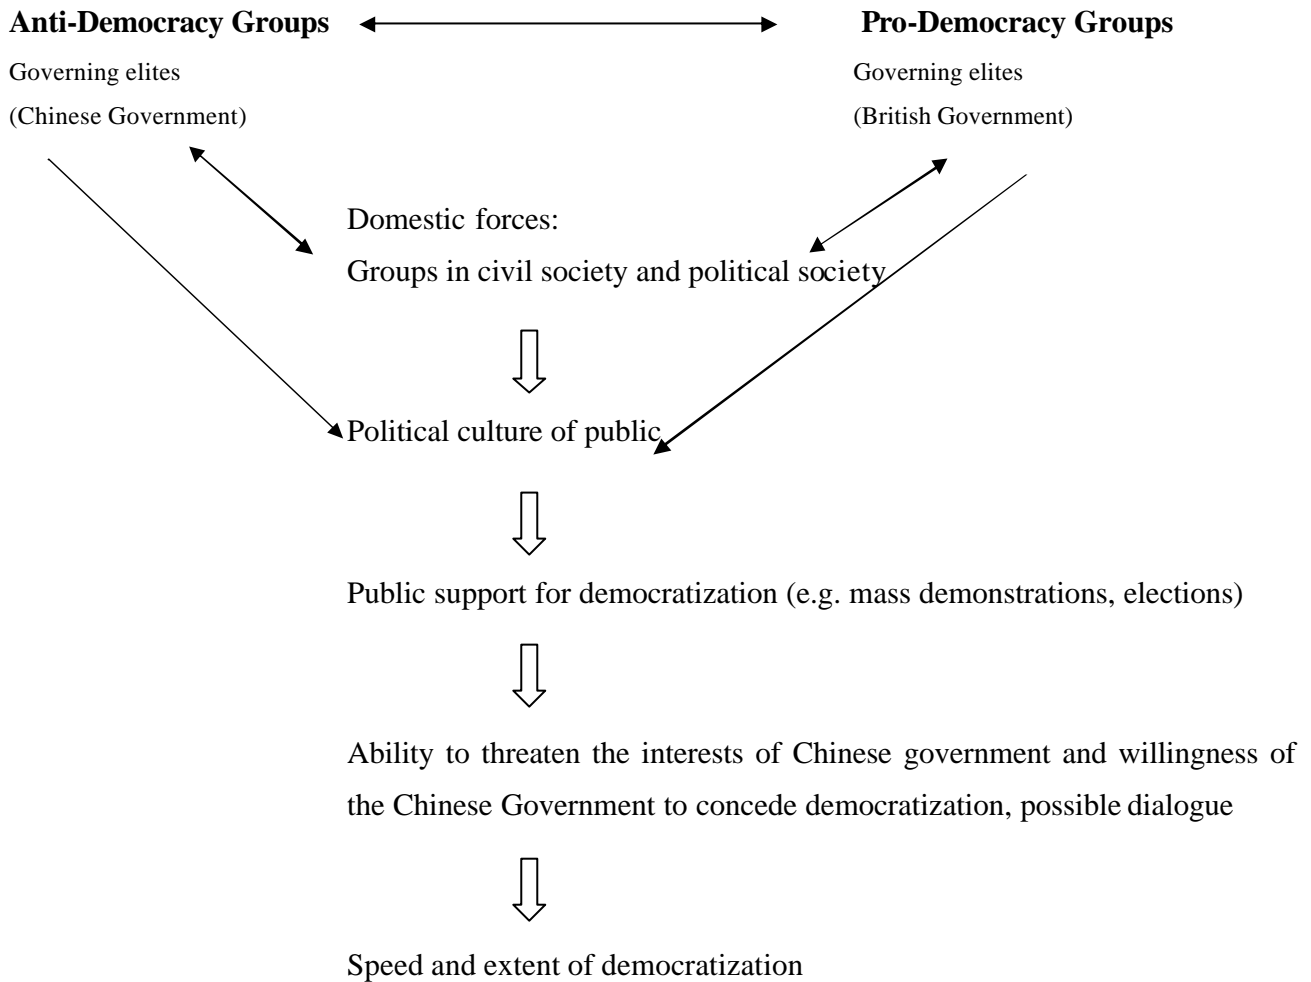 Anti-Democracy Groups
Pro-Democracy Groups
Governing elites
Governing elites
(Chinese Government)
(British Government)
Domestic forces:
Groups in civil society and political society
Political culture of public
Public support for democratization (e.g. mass demonstrations, elections)
Ability to threaten the interests of Chinese government and willingness of
the Chinese Government to concede democratization, possible dialogue
Speed and extent of democratization